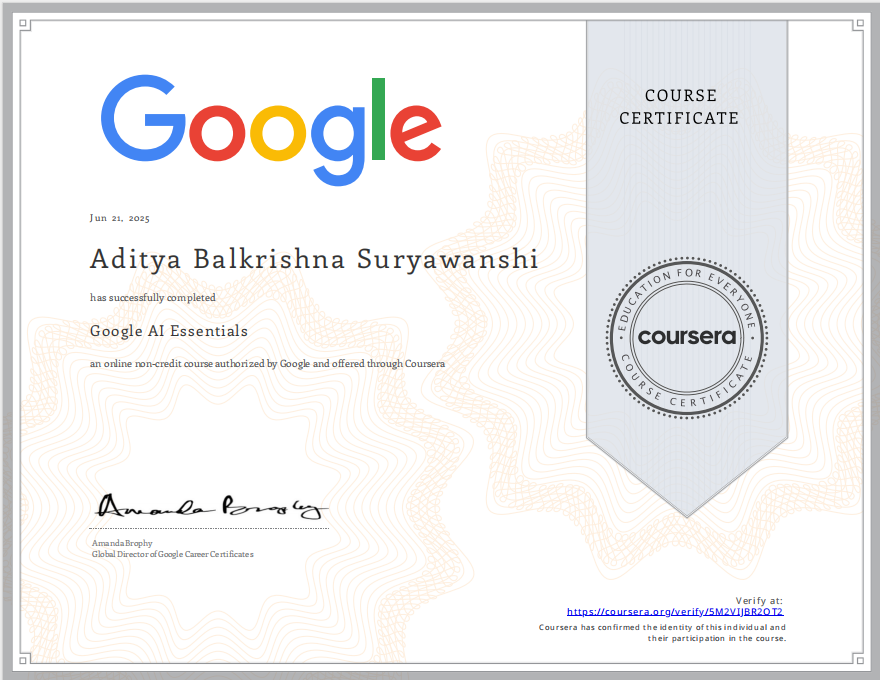 Google
COURSE
CERTIFICATE
Jun 21, 2025
Aditya Balkrishna Suryawanshi
has successfully completed
Google AI Essentials
an online non-credit course authorized by Google and offered through Coursera
EDUCATION FOR EVERYONE
coursera
COURSE CERTIFICATE
Amanda Brophy
Amanda Brophy
Global Director of Google Career Certificates
Verify at:
https://coursera.org/verify/5M2VIJBR2OT2
Coursera has confirmed the identity of this individual and
their participation in the course.